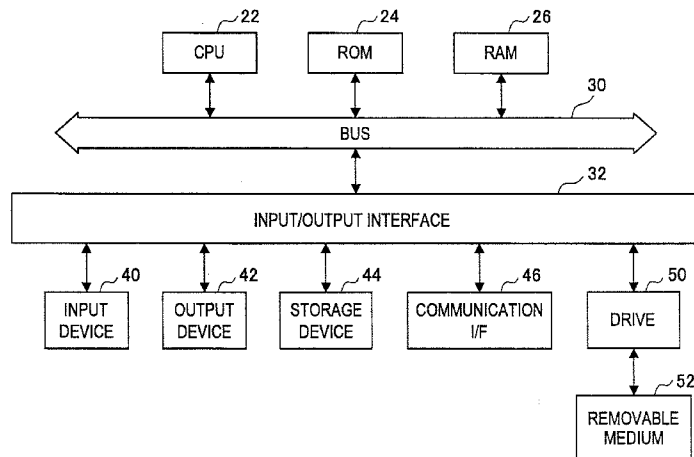 22
24
26
CPU
ROM
RAM
30
BUS
32
INPUT/OUTPUT INTERFACE
40
42
44
46
50
INPUT
DEVICE
OUTPUT
DEVICE
STORAGE
DEVICE
COMMUNICATION
I/F
DRIVE
52
REMOVABLE
MEDIUM